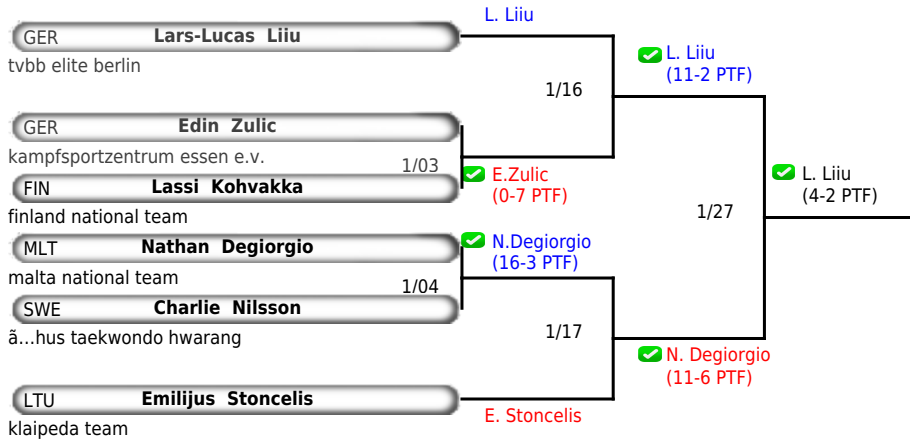 L. Liiu
GER Lars-Lucas Liiu
tvbb elite berlin
L. Liiu
(11-2 PTF)
1/16
GER Edin Zulic
kampfsportzentrum essen e.v.
1/03
E.Zulic
(0-7 PTF)
FIN Lassi Kohvakka
finland national team
L. Liiu
(4-2 PTF)
1/27
MLT Nathan Degiorgio
malta national team
N.Degiorgio
(16-3 PTF)
1/04
SWE Charlie Nilsson
ã...hus taekwondo hwarang
1/17
N. Degiorgio
(11-6 PTF)
LTU Emilijus Stoncelis
klaipeda team
E. Stoncelis